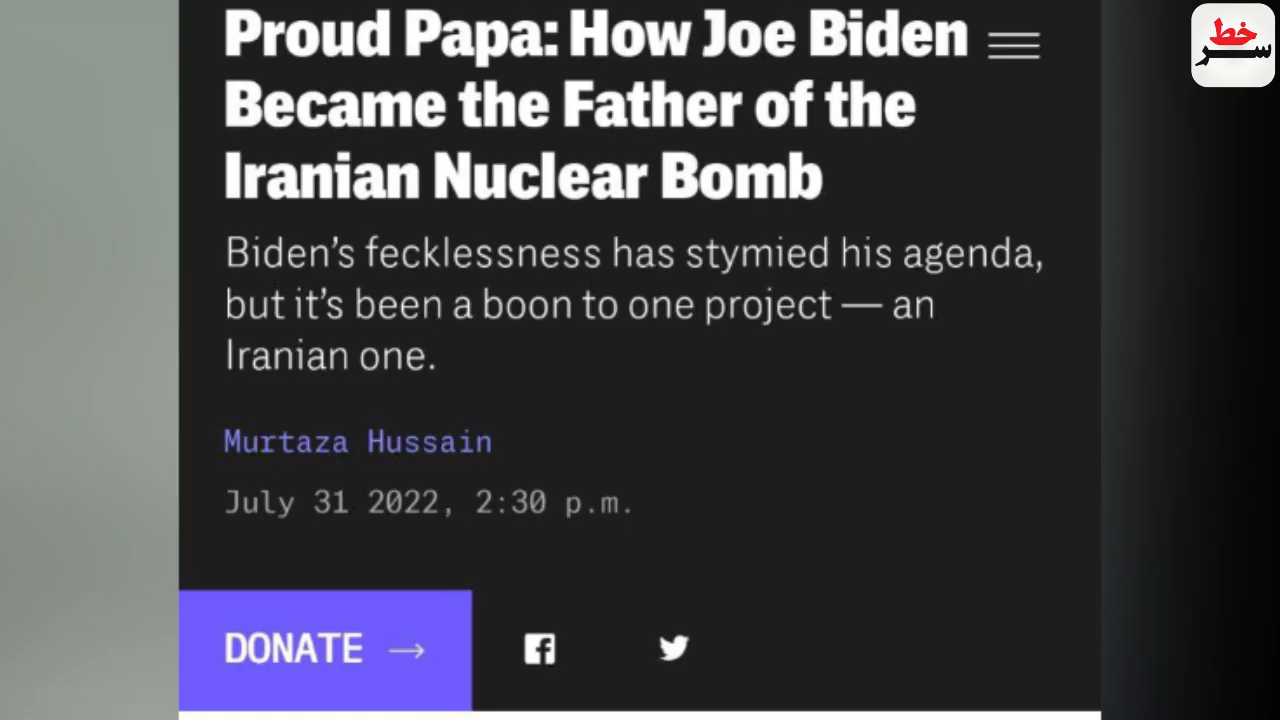 Proud Papa: How Joe Biden
Became the Father of the
Iranian Nuclear Bomb
Biden’s fecklessness has stymied his agenda,
but it’s been a boon to one project — an
Iranian one.
Murtaza Hussain
July 31 2022, 2:30 p.m.
DONATE →
خط
سر